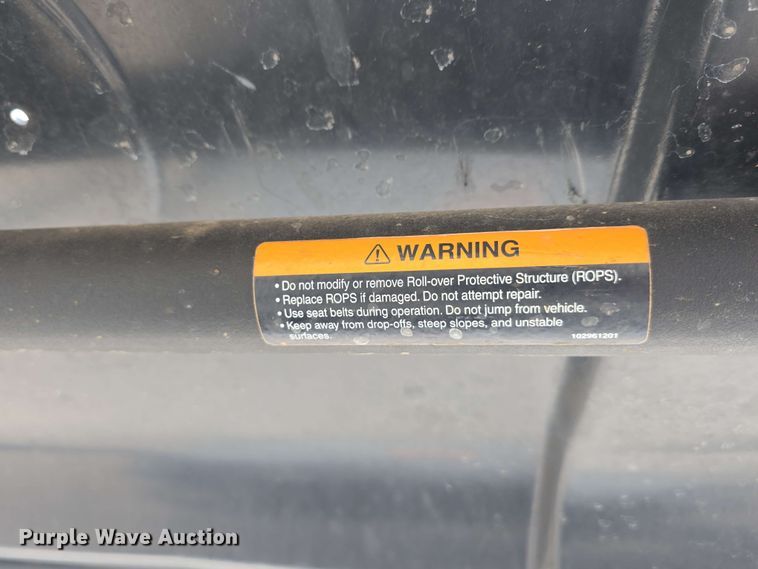 WARNING
• Do not modify or remove Roll-over Protective Structure (ROPS).
• Replace ROPS if damaged. Do not attempt repair.
• Use seat belts during operation. Do not jump from vehicle.
• Keep away from drop-offs, steep slopes, and unstable
surfaces. 102961201
Purple Wave Auction